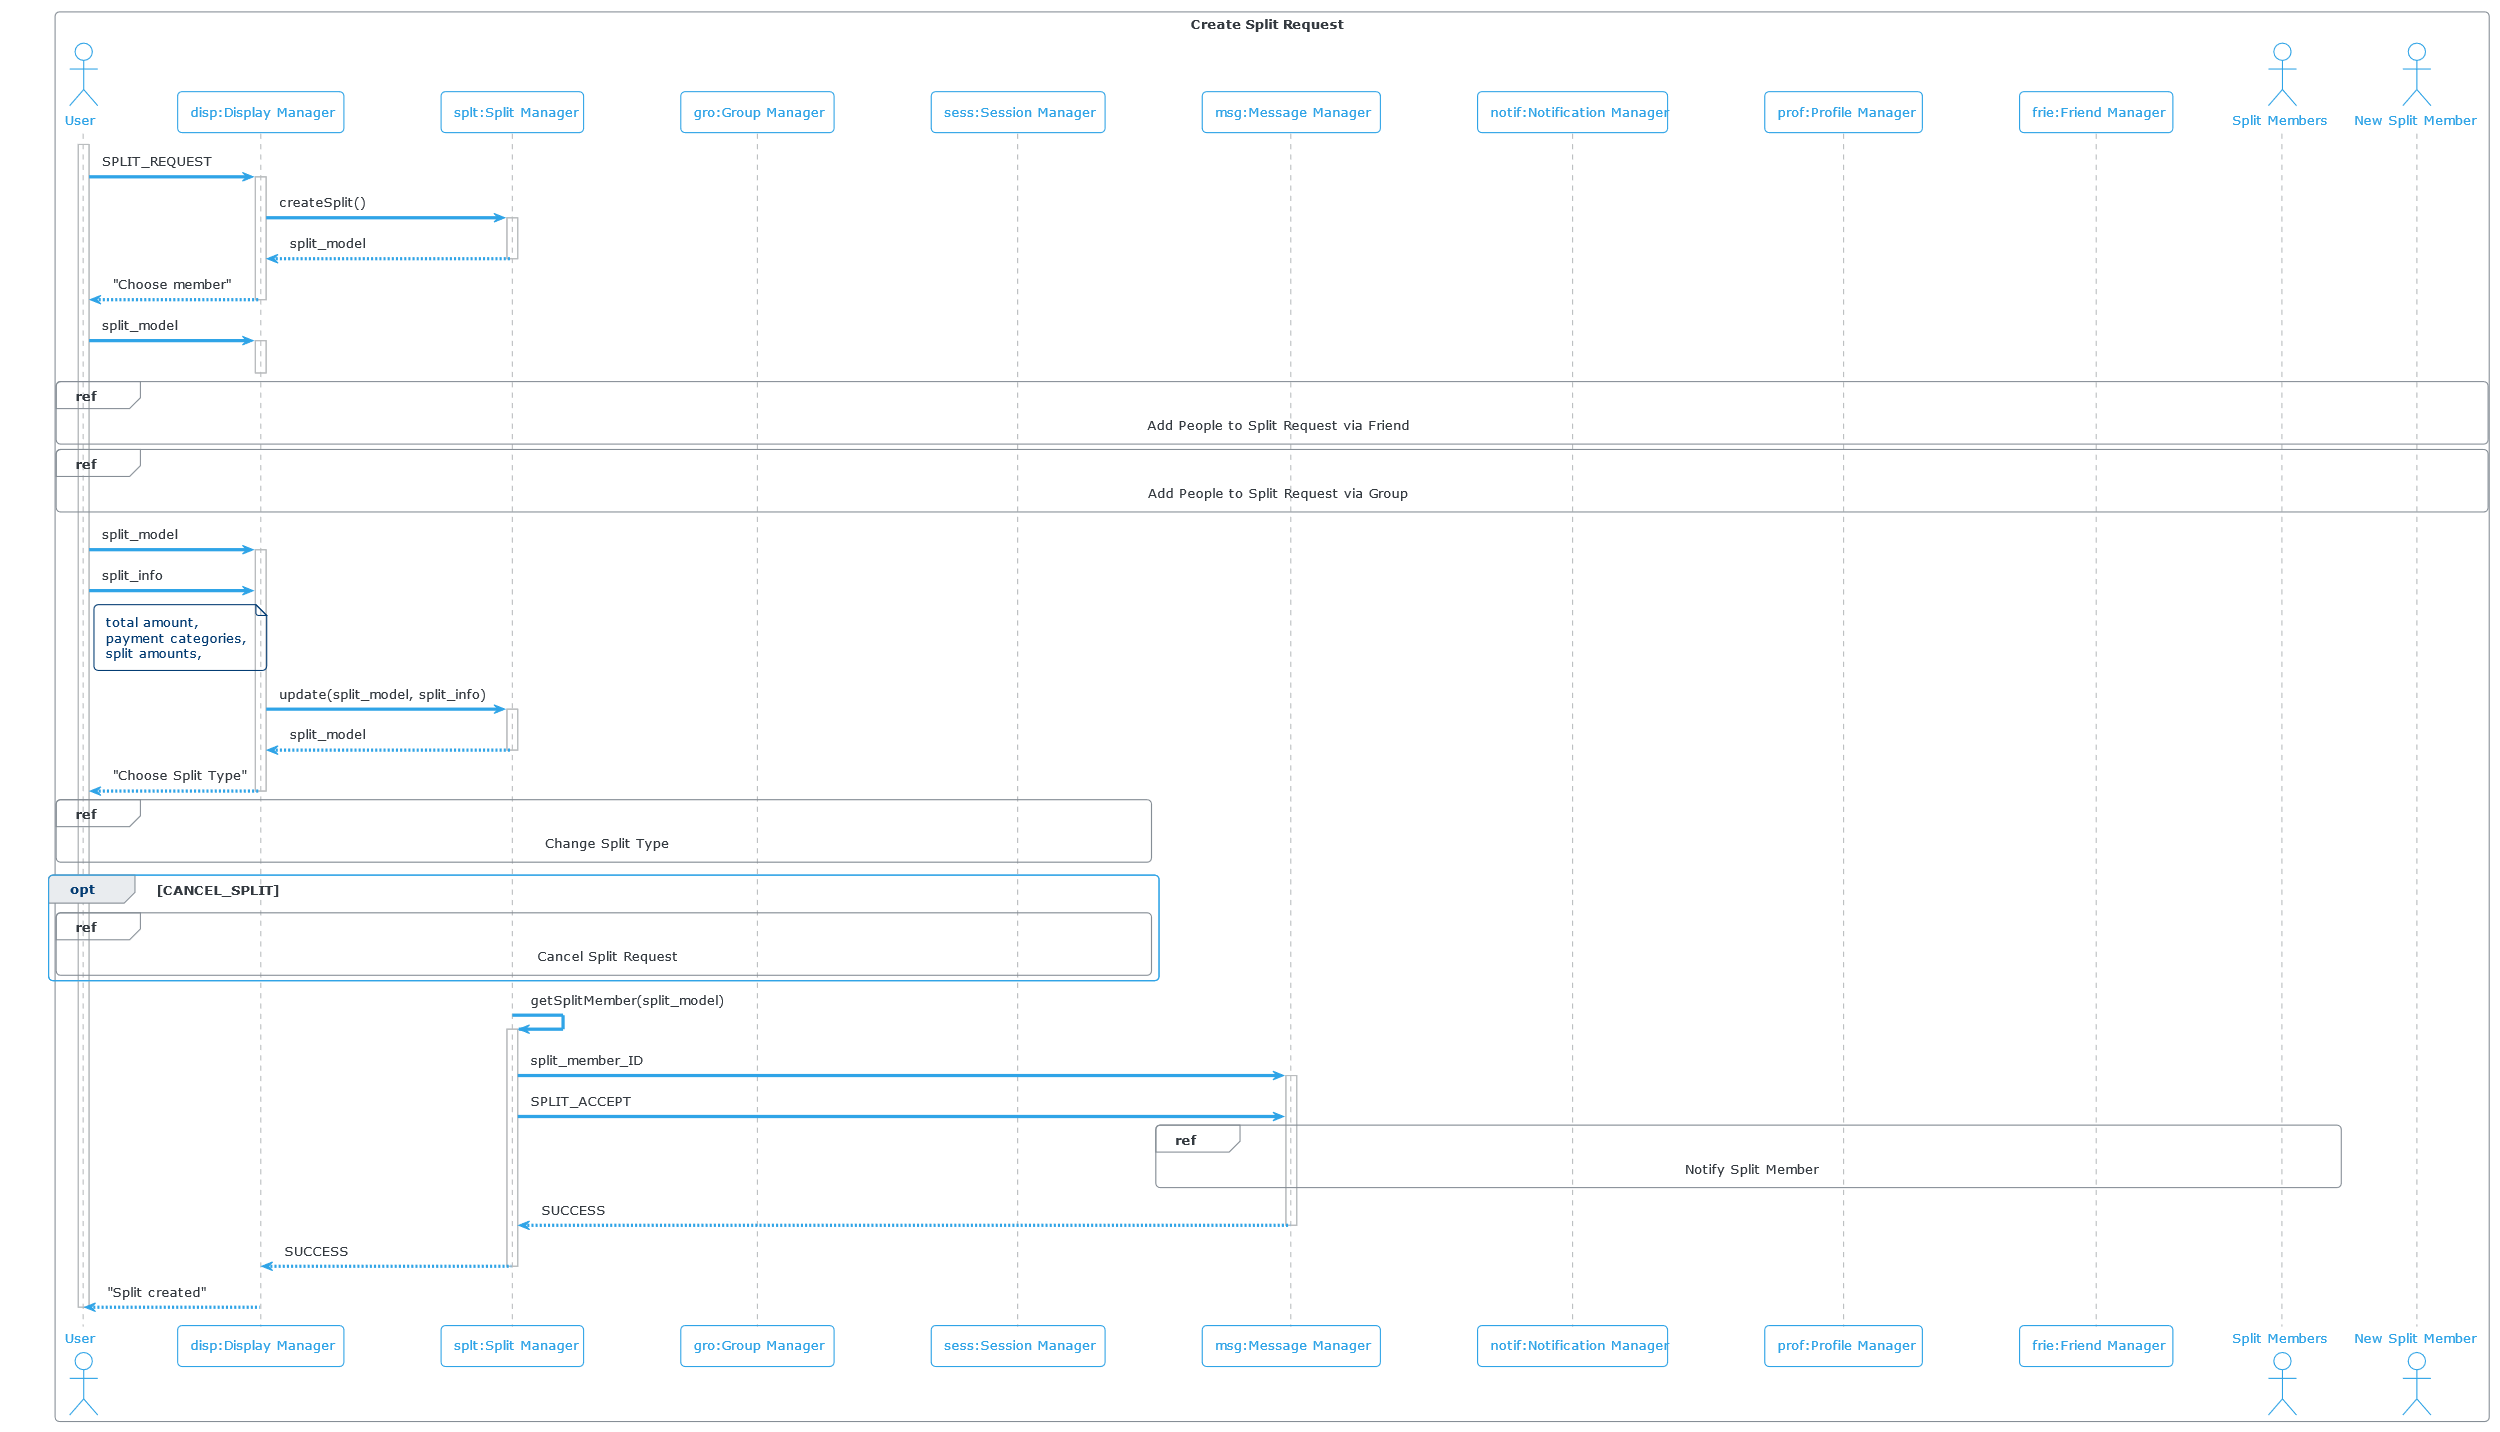 Create Split Request
User
disp:Display Manager
splt:Split Manager
gro:Group Manager
sess:Session Manager
msg:Message Manager
notif:Notification Manager
prof:Profile Manager
frie:Friend Manager
Split Members
New Split Member
SPLIT_REQUEST
createSplit()
split_model
"Choose member"
split_model
ref
Add People to Split Request via Friend
ref
Add People to Split Request via Group
split_model
split_info
total amount,
payment categories,
split amounts,
update(split_model, split_info)
split_model
"Choose Split Type"
ref
Change Split Type
opt [CANCEL_SPLIT]
ref
Cancel Split Request
getSplitMember(split_model)
split_member_ID
SPLIT_ACCEPT
ref
Notify Split Member
SUCCESS
SUCCESS
"Split created"
User
disp:Display Manager
splt:Split Manager
gro:Group Manager
sess:Session Manager
msg:Message Manager
notif:Notification Manager
prof:Profile Manager
frie:Friend Manager
Split Members
New Split Member